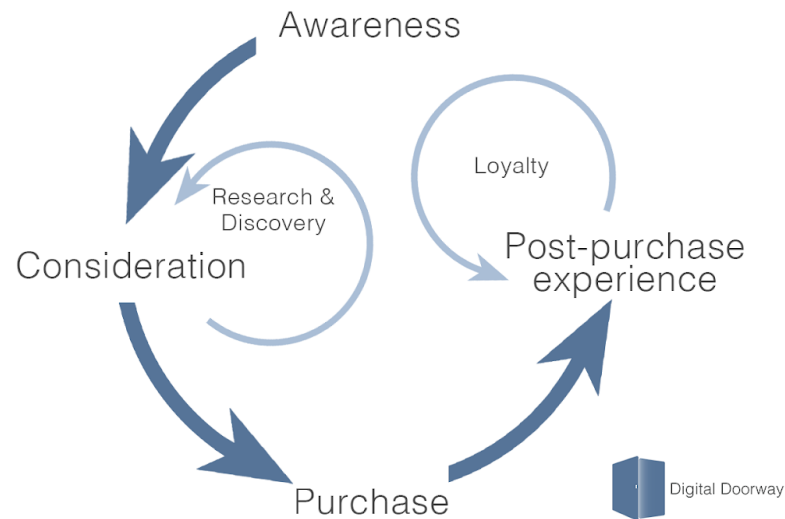 Awareness
Research &
Discovery
Loyalty
Consideration
Post-purchase
experience
Purchase
Digital Doorway